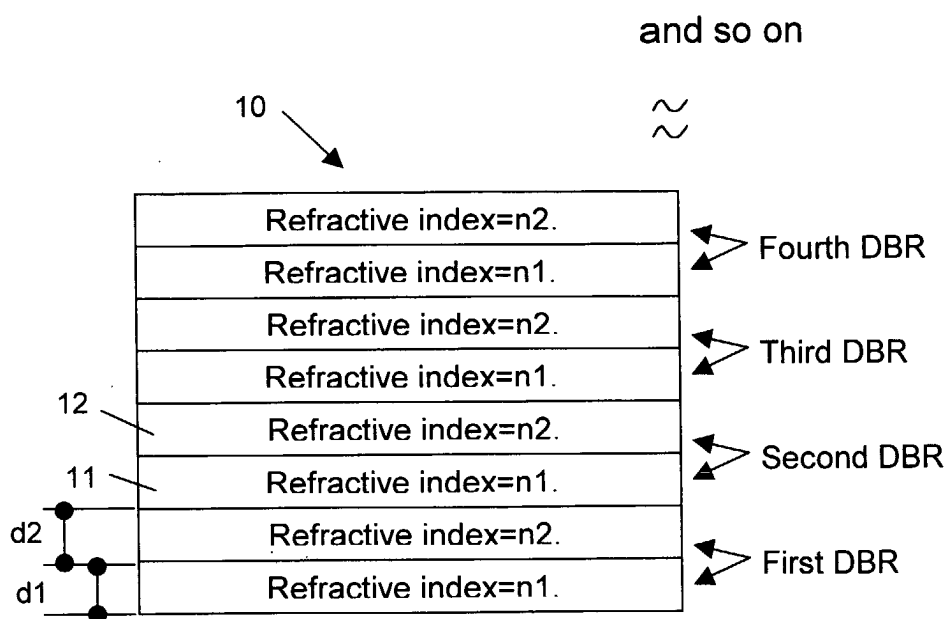 and so on
10
Refractive index=n2.
Refractive index=n1.
Fourth DBR
Refractive index=n2.
Refractive index=n1.
Third DBR
12
Refractive index=n2.
11
Refractive index=n1.
Second DBR
d2
Refractive index=n2.
d1
Refractive index=n1.
First DBR